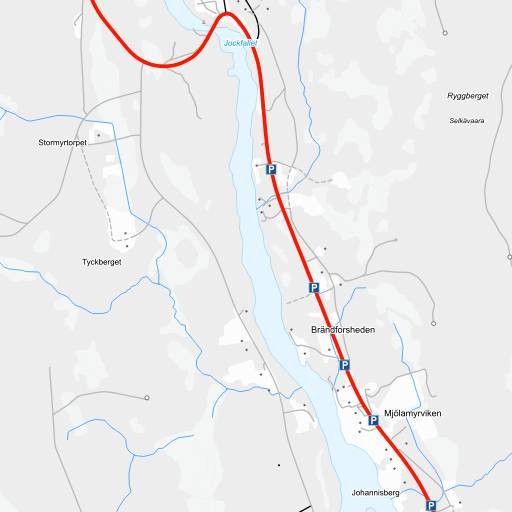 Jockfallet
Ryggberget
Selkävaara
Stormyrtorpet
P
Tyckberget
P
Brändforsheden
P
Mjölamyrviken
P
Johannisberg
P